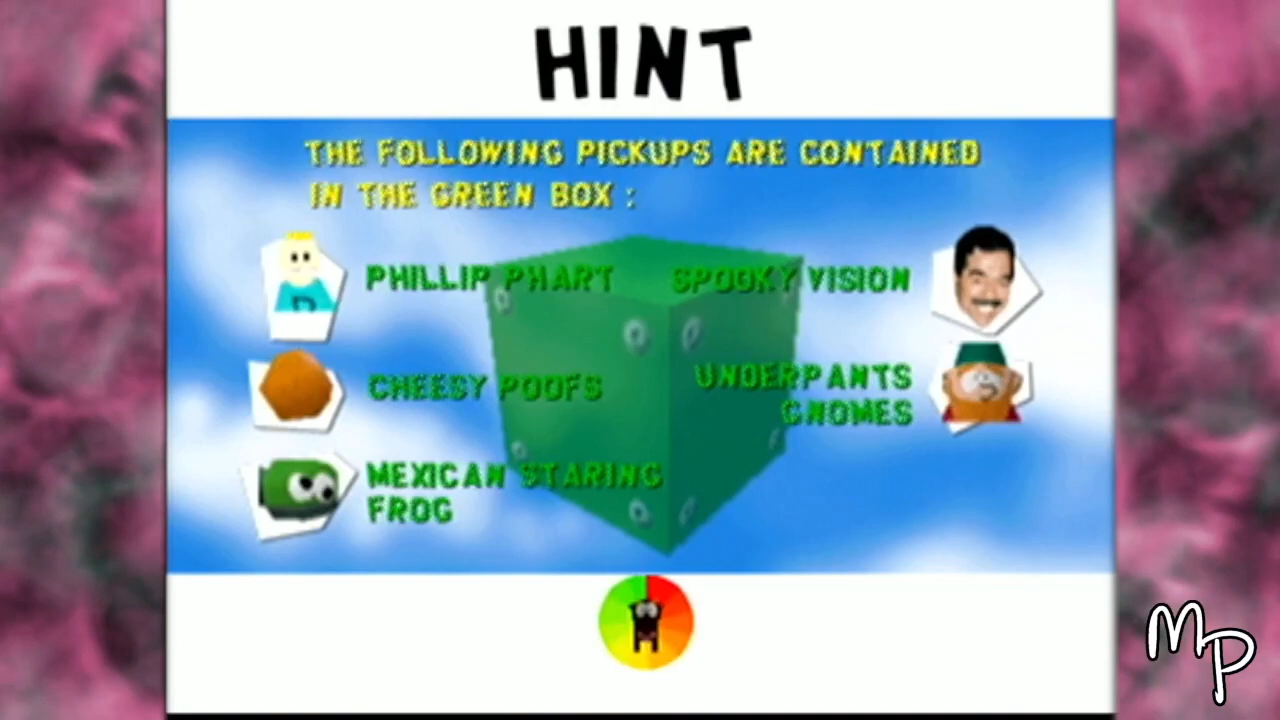 HINT
THE FOLLOWING PICKUPS ARE CONTAINED
IN THE GREEN BOX :
PHILLIP PHART
SPOOKY VISION
CHEESY POOFS
UNDERPANTS
GNOMES
MEXICAN STARING
FROG
MP